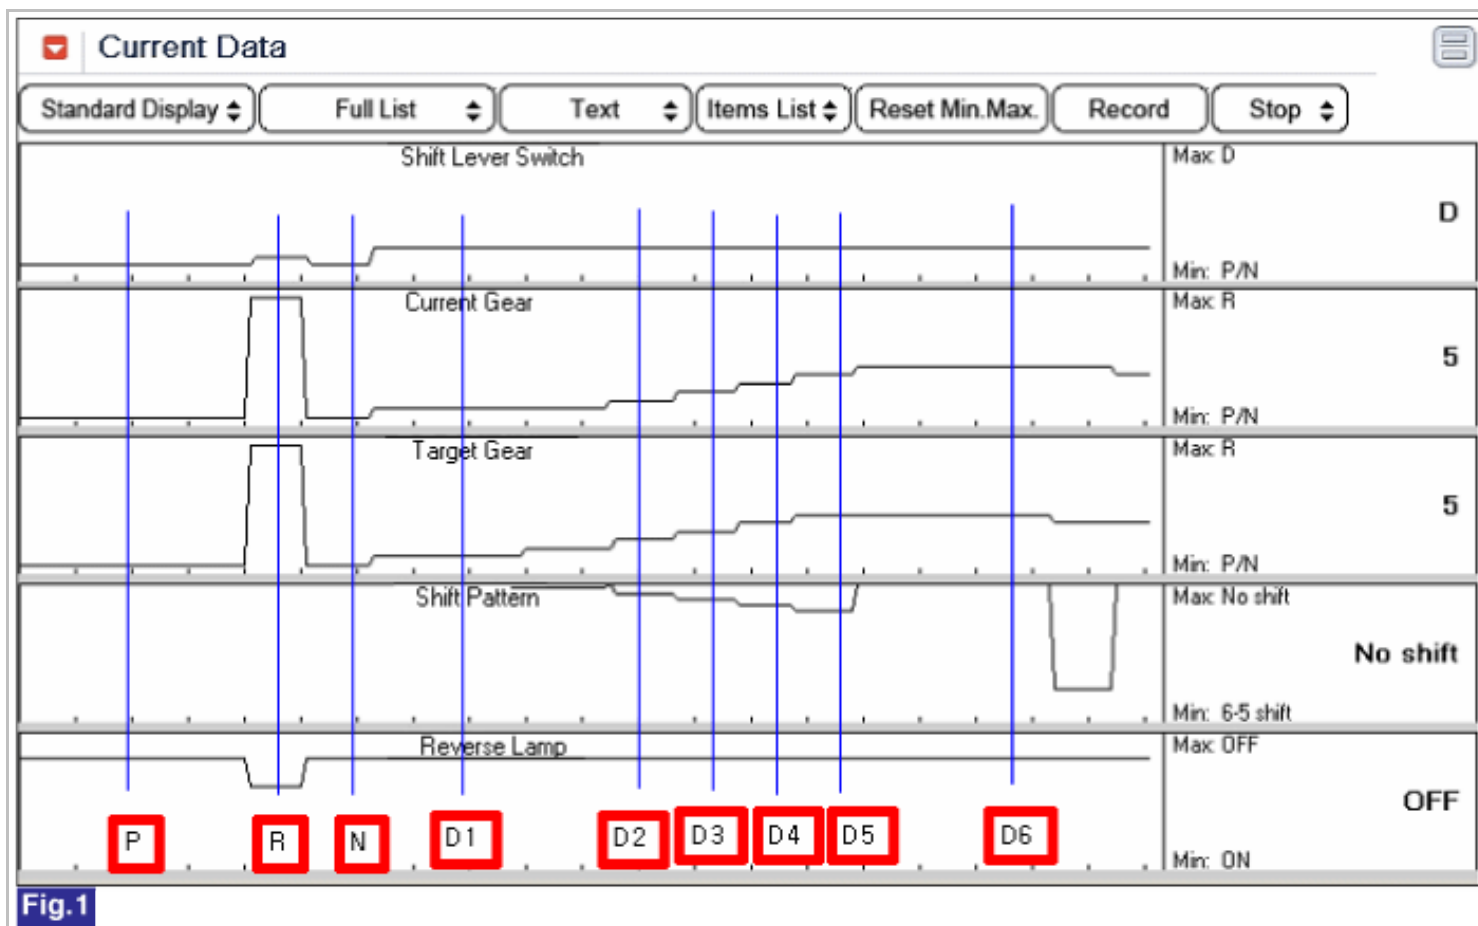 Current Data
Standard Display Full List Text Items List Reset Min.Max. Record Stop
Shift Lever Switch
Max: D
D
Min: P/N
Current Gear
Max: R
5
Min: P/N
Target Gear
Max: R
5
Min: P/N
Shift Pattern
Max: No shift
No shift
Min: 6-5 shift
Reverse Lamp
Max: OFF
OFF
Min: ON
P R N D1 D2 D3 D4 D5 D6
Fig.1